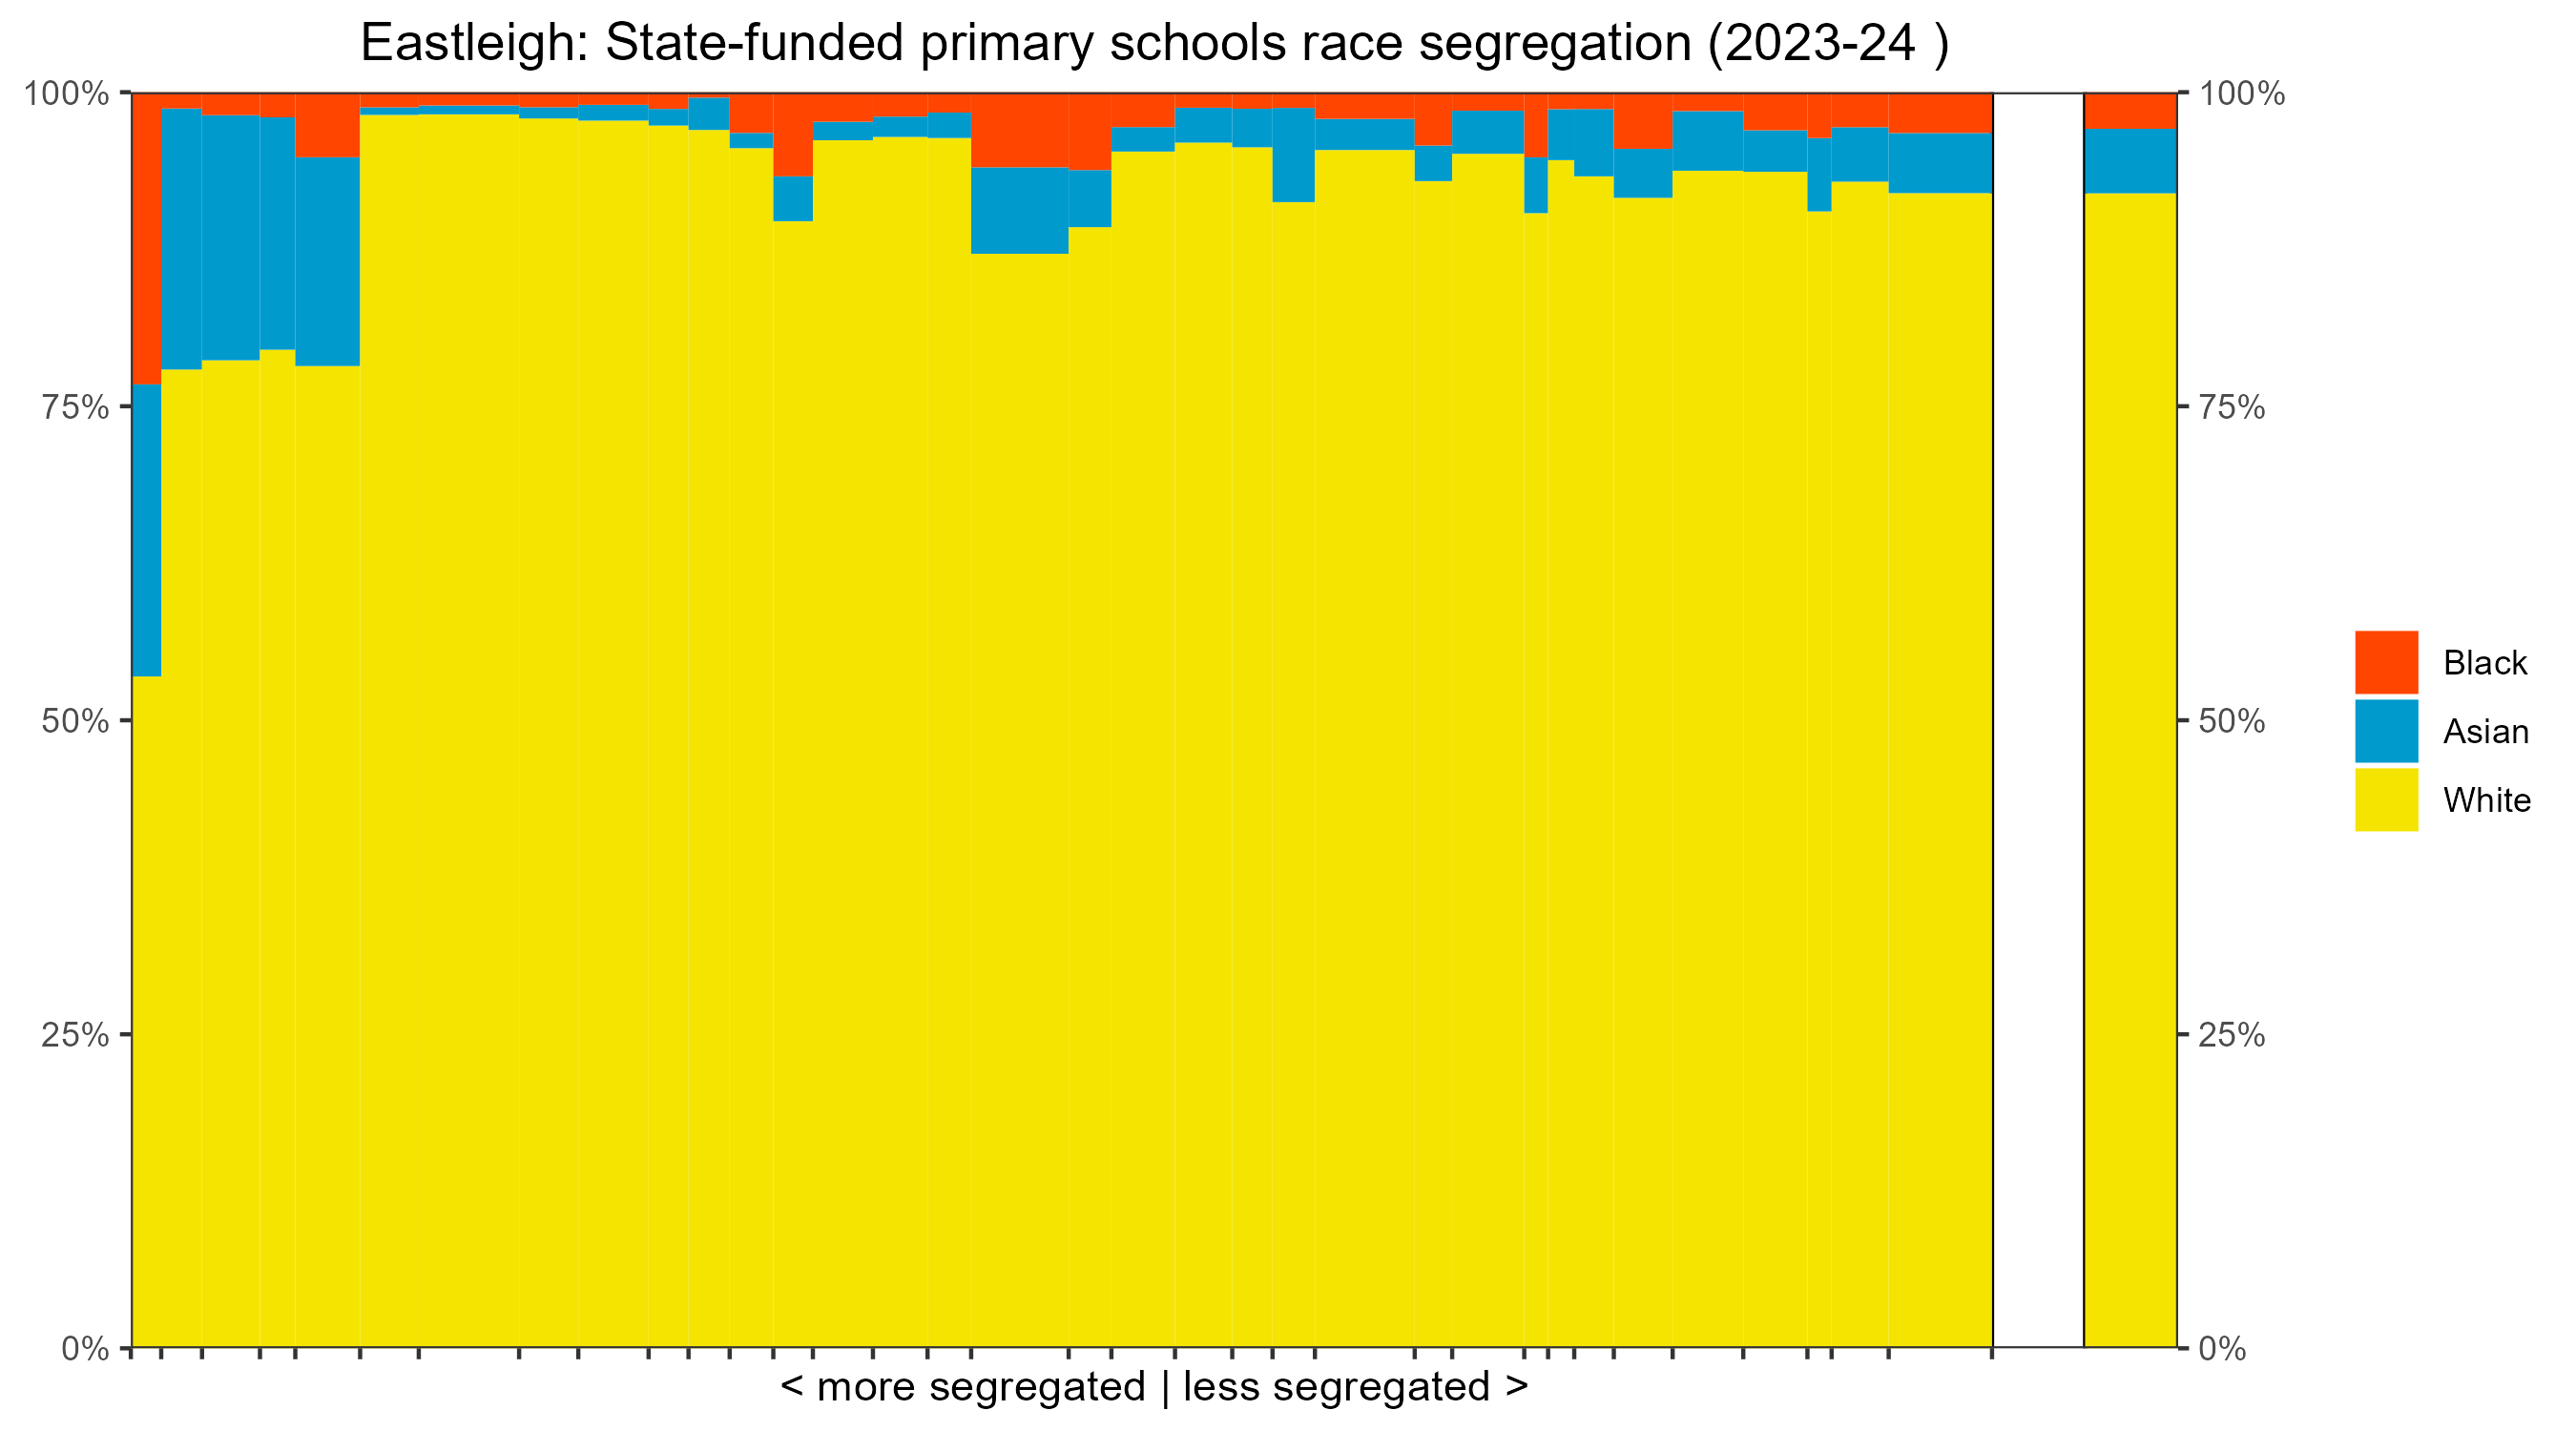 Eastleigh: State-funded primary schools race segregation (2023-24 )
100%
75%
50%
25%
0%
100%
75%
50%
25%
0%
Black
Asian
White
< more segregated | less segregated >